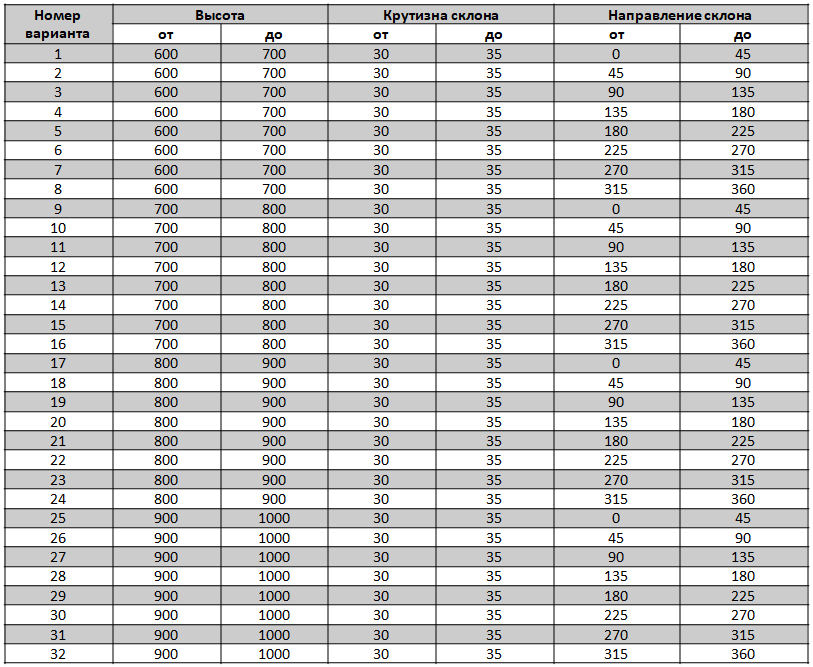 Номер варианта Высота Крутизна склона Направление склона
от до от до от до
1 600 700 30 35 0 45
2 600 700 30 35 45 90
3 600 700 30 35 90 135
4 600 700 30 35 135 180
5 600 700 30 35 180 225
6 600 700 30 35 225 270
7 600 700 30 35 270 315
8 600 700 30 35 315 360
9 700 800 30 35 0 45
10 700 800 30 35 45 90
11 700 800 30 35 90 135
12 700 800 30 35 135 180
13 700 800 30 35 180 225
14 700 800 30 35 225 270
15 700 800 30 35 270 315
16 700 800 30 35 315 360
17 800 900 30 35 0 45
18 800 900 30 35 45 90
19 800 900 30 35 90 135
20 800 900 30 35 135 180
21 800 900 30 35 180 225
22 800 900 30 35 225 270
23 800 900 30 35 270 315
24 800 900 30 35 315 360
25 900 1000 30 35 0 45
26 900 1000 30 35 45 90
27 900 1000 30 35 90 135
28 900 1000 30 35 135 180
29 900 1000 30 35 180 225
30 900 1000 30 35 225 270
31 900 1000 30 35 270 315
32 900 1000 30 35 315 360